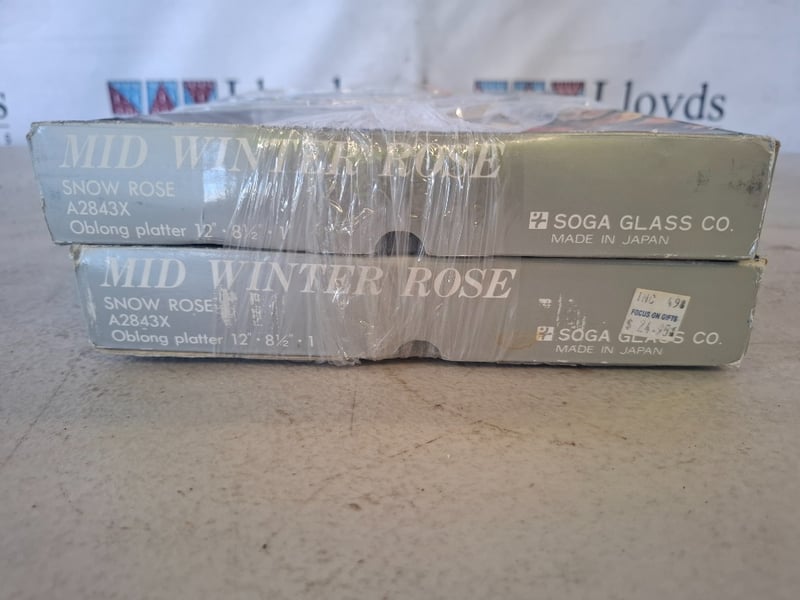 Lloyds
Lloyds
MID WINTER ROSE
SNOW ROSE
A2843X
Oblong platter 12" · 8½ · 1
SOGA GLASS CO.
MADE IN JAPAN
MID WINTER ROSE
SNOW ROSE
A2843X
Oblong platter 12" · 8½" · 1
FOCUS ON GIFTS
SOGA GLASS CO.
MADE IN JAPAN